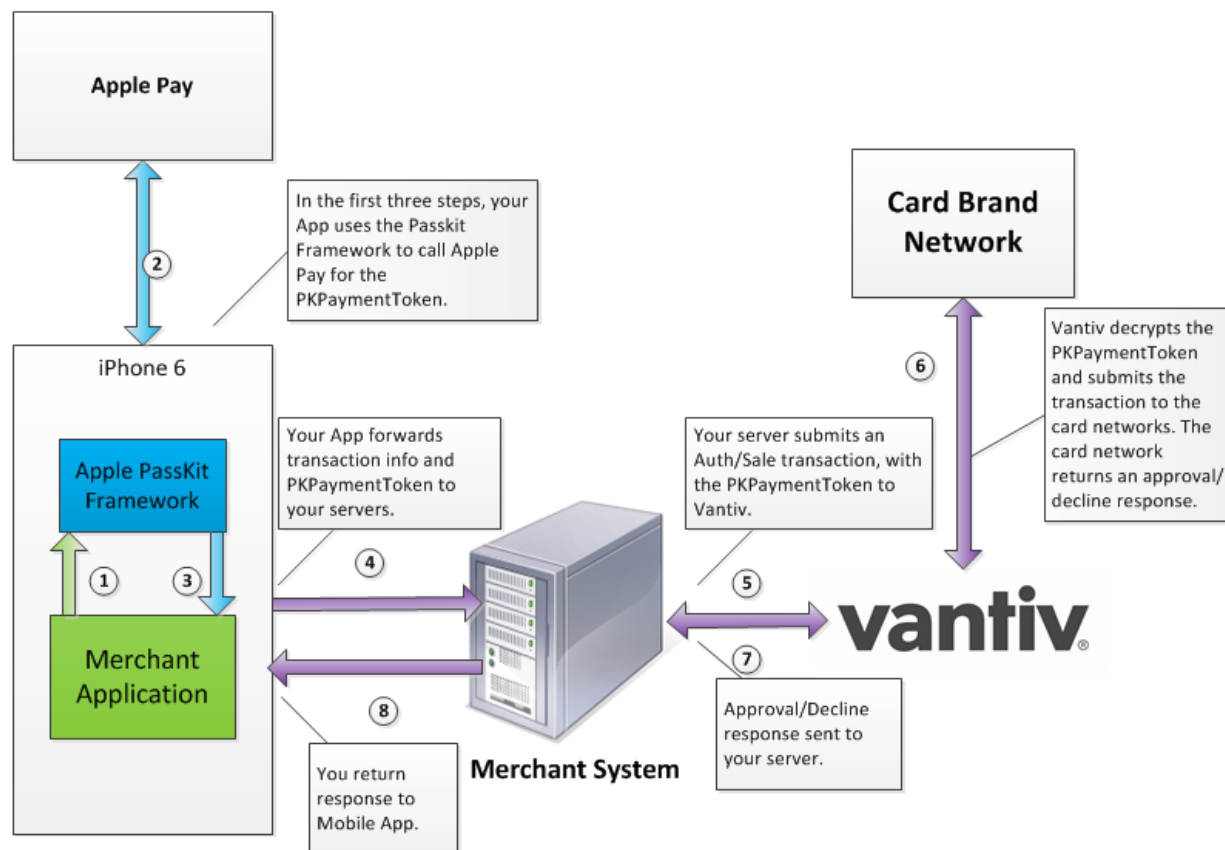 Apple Pay
2
In the first three steps, your
App uses the Passkit
Framework to call Apple
Pay for the
PKPaymentToken.
Card Brand
Network
iPhone 6
Apple PassKit
Framework
1
3
Merchant
Application
Your App forwards
transaction info and
PKPaymentToken to
your servers.
4
8
You return
response to
Mobile App.
Merchant System
Your server submits an
Auth/Sale transaction, with
the PKPaymentToken to
Vantiv.
5
7
Approval/Decline
response sent to
your server.
6
Vantiv decrypts the
PKPaymentToken
and submits the
transaction to the
card networks. The
card network
returns an approval/
decline response.
vantiv®